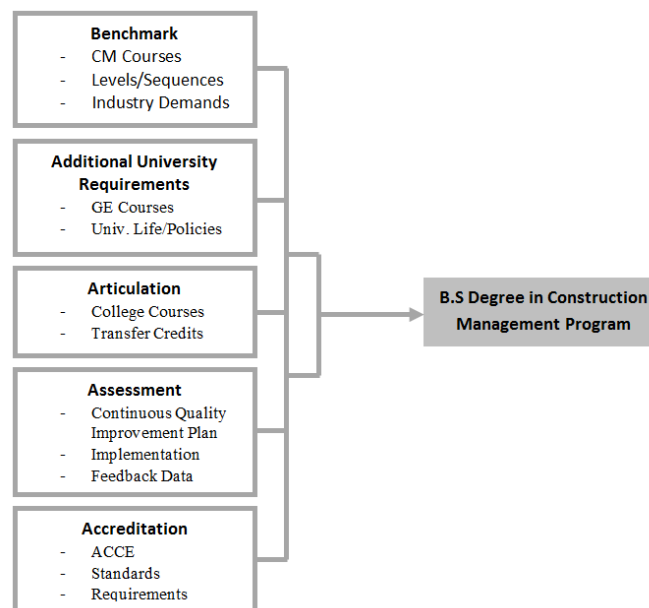 Benchmark
- CM Courses
- Levels/Sequences
- Industry Demands
Additional University
Requirements
- GE Courses
- Univ. Life/Policies
Articulation
- College Courses
- Transfer Credits
Assessment
- Continuous Quality
Improvement Plan
- Implementation
- Feedback Data
Accreditation
- ACCE
- Standards
- Requirements
B.S Degree in Construction
Management Program